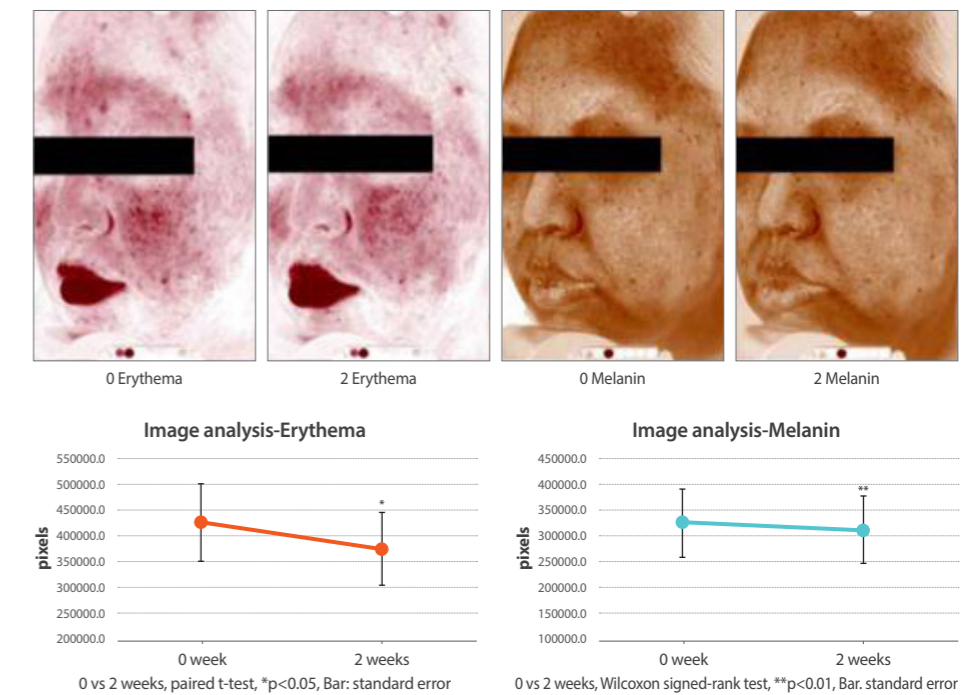 0 Erythema
2 Erythema
0 Melanin
2 Melanin
Image analysis-Erythema
550000.0
500000.0
450000.0
400000.0
350000.0
300000.0
250000.0
200000.0
pixels
*
0 week
2 weeks
0 vs 2 weeks, paired t-test, *p<0.05, Bar: standard error
Image analysis-Melanin
450000.0
400000.0
350000.0
300000.0
250000.0
200000.0
150000.0
100000.0
pixels
**
0 week
2 weeks
0 vs 2 weeks, Wilcoxon signed-rank test, **p<0.01, Bar. standard error